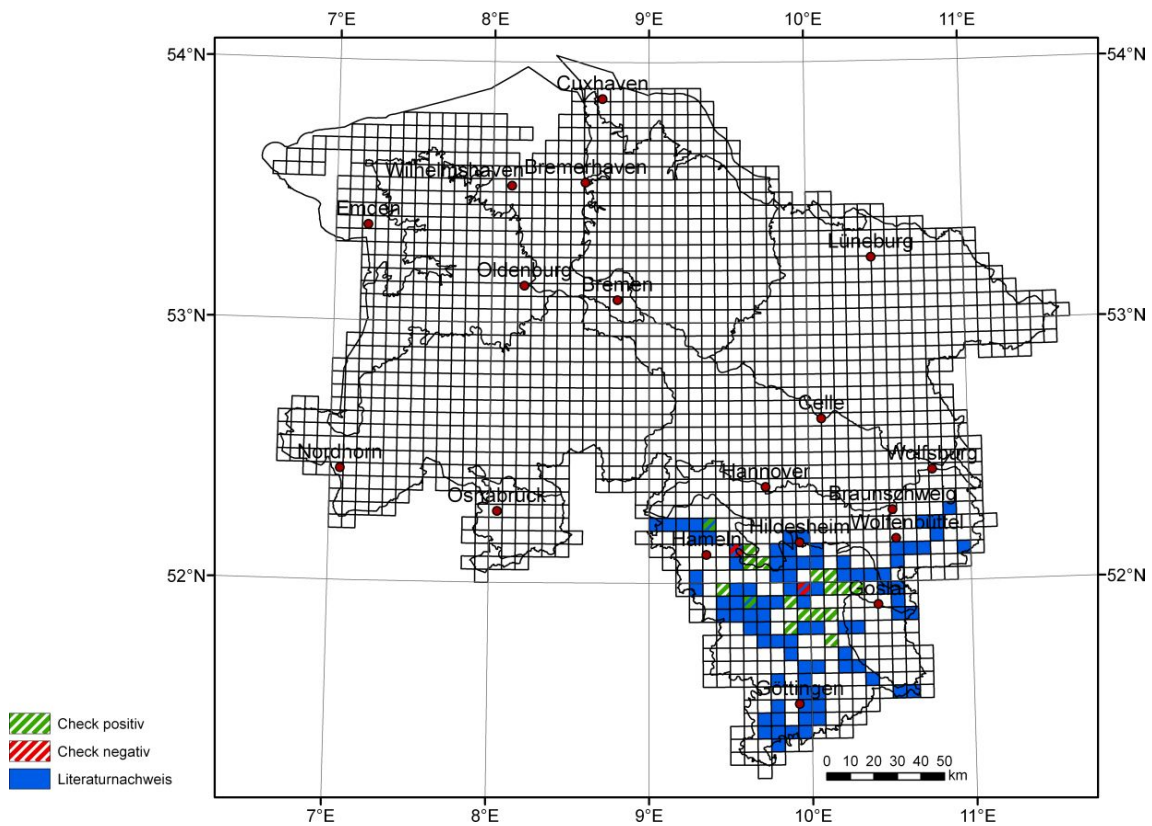 7°E 8°E 9°E 10°E 11°E
54°N 54°N
Cuxhaven
Wilhelmshaven Bremerhaven
Emden
Lüneburg
Oldenburg
Bremen
53°N 53°N
Celle
Nordhorn Wolfsburg
Hannover
Osnabrück Braunschweig
Hildesheim Wolfenbüttel
Hameln
52°N 52°N
Goslar
Göttingen
Check positiv
Check negativ
Literaturnachweis
0 10 20 30 40 50
km
7°E 8°E 9°E 10°E 11°E